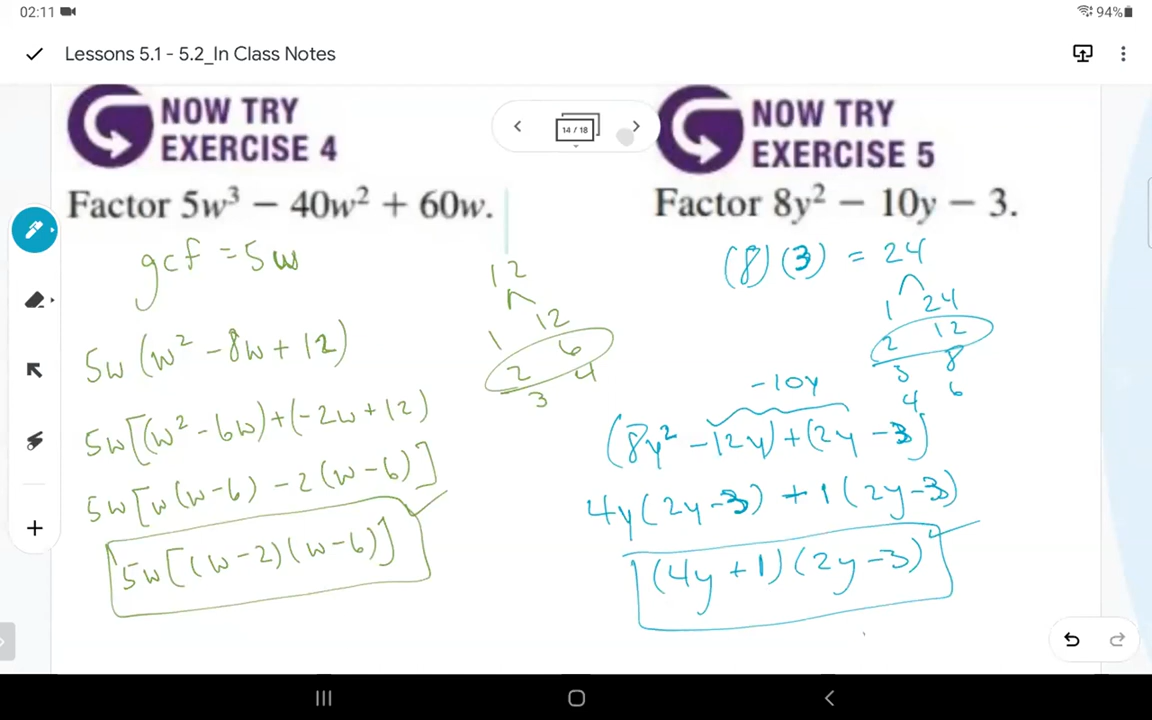 02:11
94%
Lessons 5.1 - 5.2_In Class Notes
14 / 18
NOW TRY
EXERCISE 4
Factor 5w³ − 40w² + 60w.
gcf = 5w
12
1 12
2 6
3 4
5w(w² - 8w + 12)
5w[(w² - 6w) + (-2w + 12)
5w[w(w-6) - 2(w-6)]
5w[(w-2)(w-6)]
NOW TRY
EXERCISE 5
Factor 8y² − 10y − 3.
(8)(3) = 24
1 24
2 12
3 8
4 6
-10y
(8y² - 12y) + (2y - 3)
4y(2y-3) + 1(2y-3)
(4y+1)(2y-3)